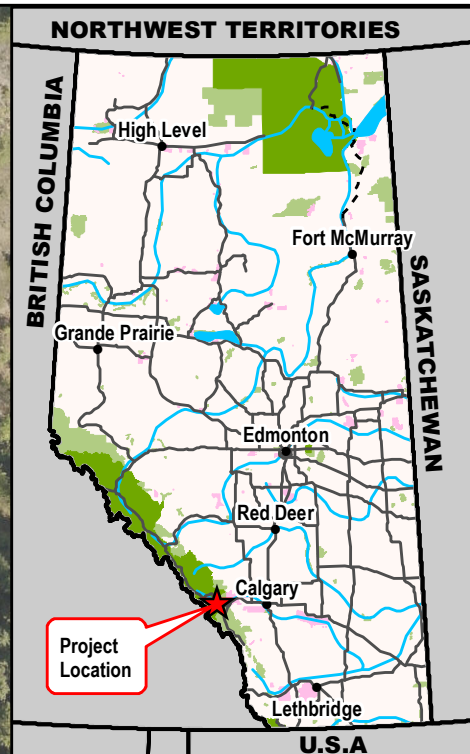 NORTHWEST TERRITORIES
BRITISH COLUMBIA
High Level
Fort McMurray
SASKATCHEWAN
Grande Prairie
Edmonton
Red Deer
Calgary
Project
Location
Lethbridge
U.S.A